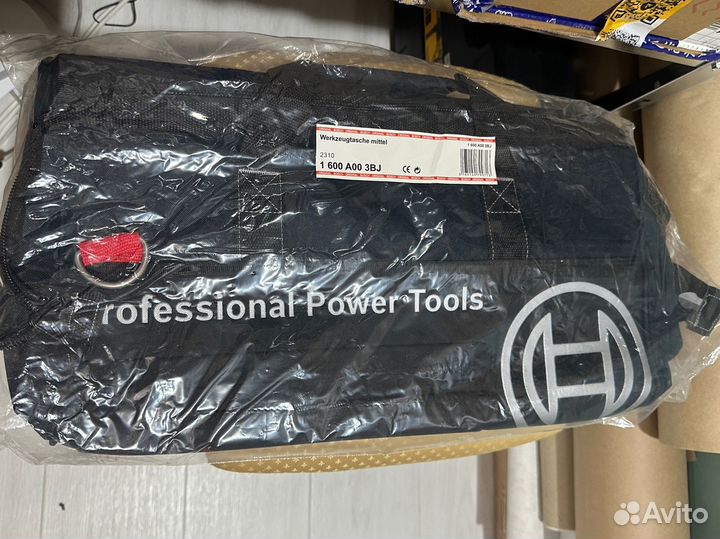 Werkzeugtasche mittel
2310
1 600 A00 3BJ
CE
1 600 A00 3BJ
rofessional Power Tools
Avito